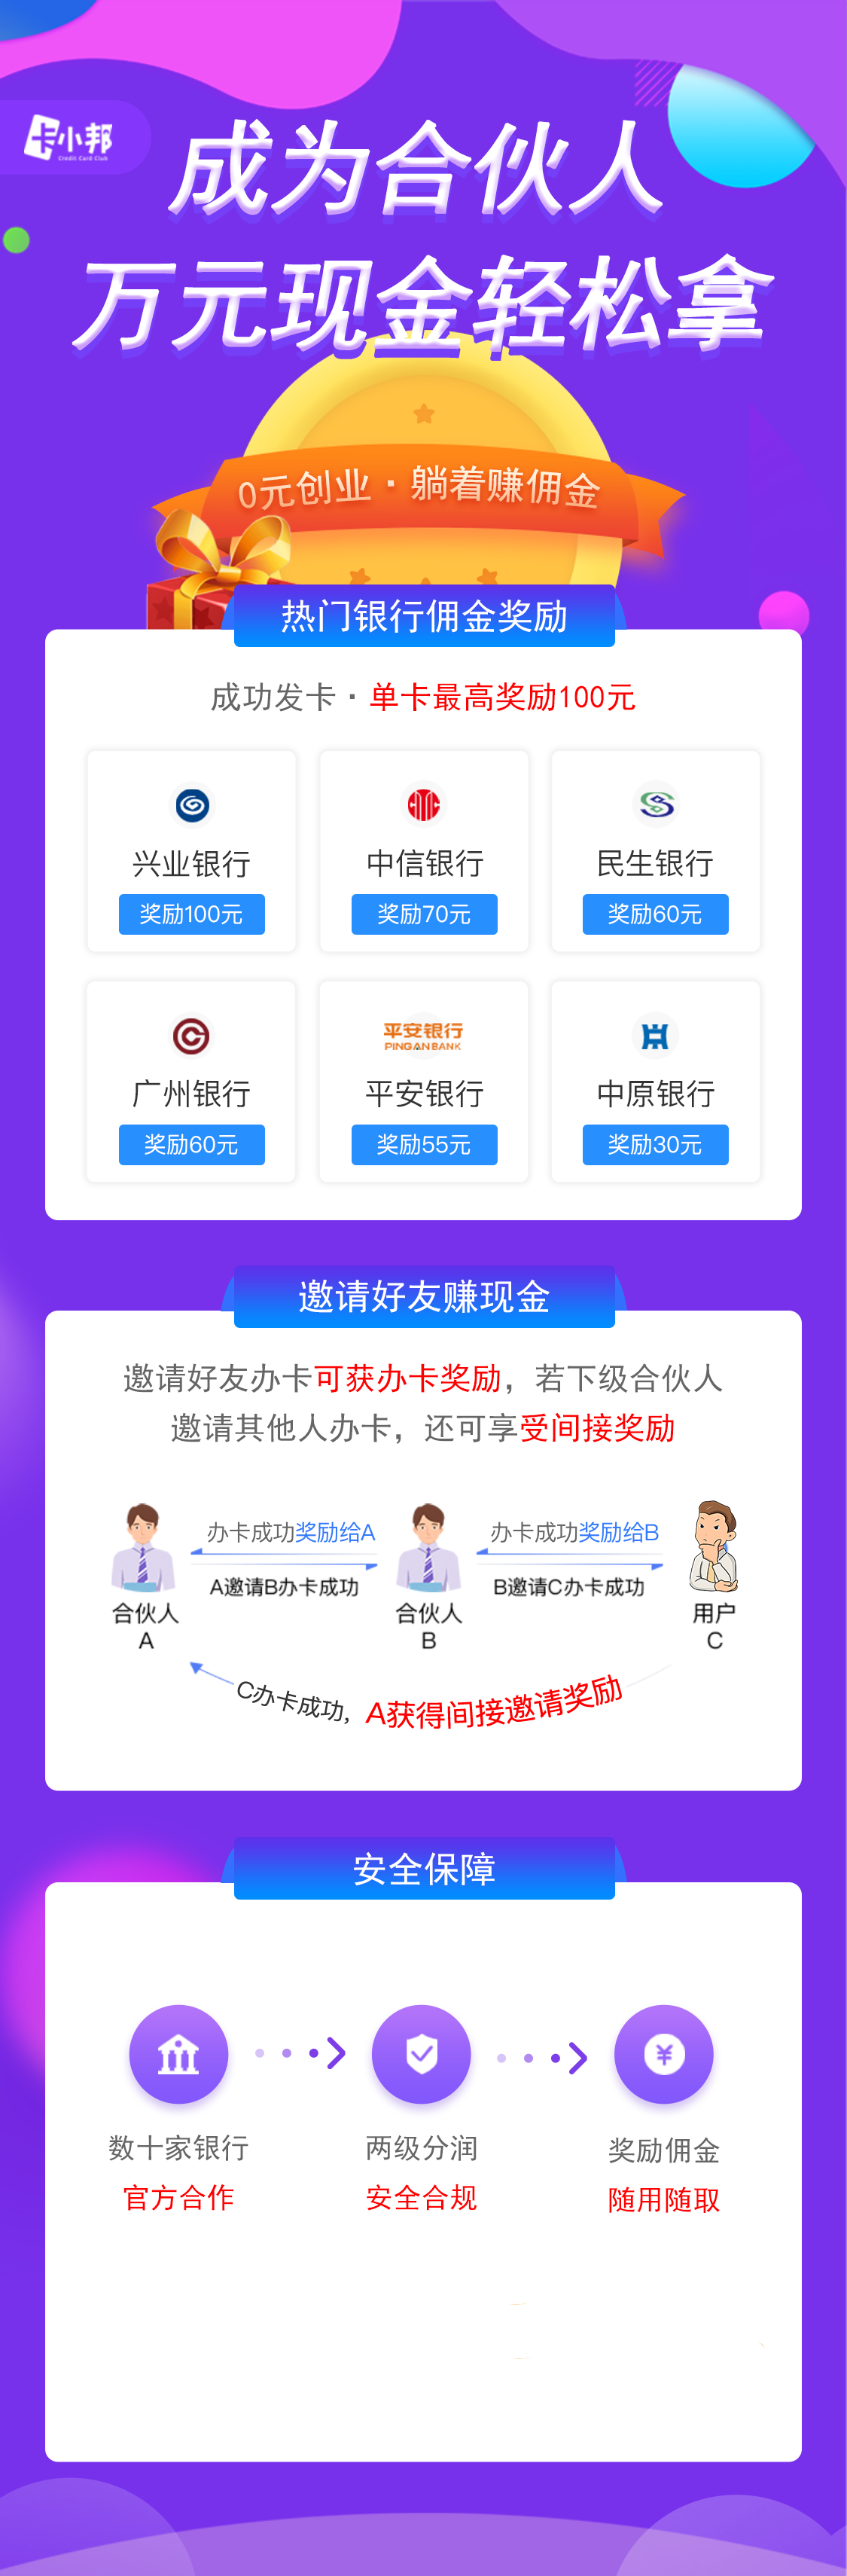 卡小邦
Credit Card Club
成为合伙人
万元现金轻松拿
0元创业·躺着赚佣金
热门银行佣金奖励
成功发卡·单卡最高奖励100元
兴业银行
奖励100元
中信银行
奖励70元
民生银行
奖励60元
广州银行
奖励60元
平安银行
PINGAN BANK
平安银行
奖励55元
中原银行
奖励30元
邀请好友赚现金
邀请好友办卡可获办卡奖励，若下级合伙人
邀请其他人办卡，还可享受间接奖励
办卡成功奖励给A
A邀请B办卡成功
办卡成功奖励给B
B邀请C办卡成功
合伙人
A
合伙人
B
用户
C
C办卡成功，A获得间接邀请奖励
安全保障
¥
数十家银行
官方合作
两级分润
安全合规
奖励佣金
随用随取